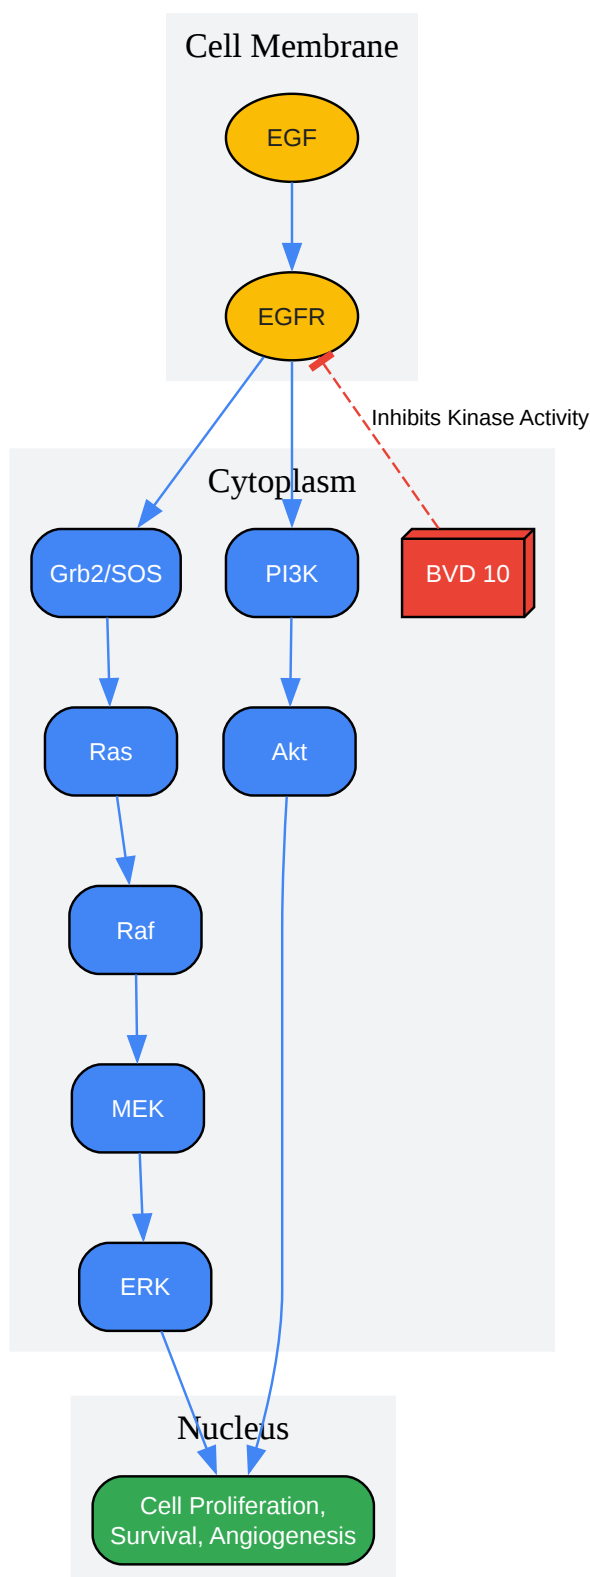 Cell Membrane
EGF
EGFR
Inhibits Kinase Activity
Cytoplasm
Grb2/SOS
PI3K
BVD 10
Ras
Akt
Raf
MEK
ERK
Nucleus
Cell Proliferation,
Survival, Angiogenesis